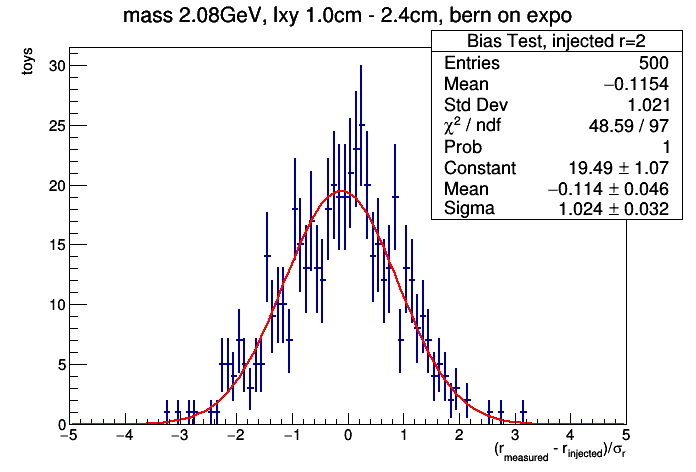 mass 2.08GeV, lxy 1.0cm - 2.4cm, bern on expo
Bias Test, injected r=2
Entries 500
Mean −0.1154
Std Dev 1.021
χ² / ndf 48.59 / 97
Prob 1
Constant 19.49 ± 1.07
Mean −0.114 ± 0.046
Sigma 1.024 ± 0.032
toys
30
25
20
15
10
5
0
−5 −4 −3 −2 −1 0 1 2 3 4 5
(r_measured - r_injected)/σ_r